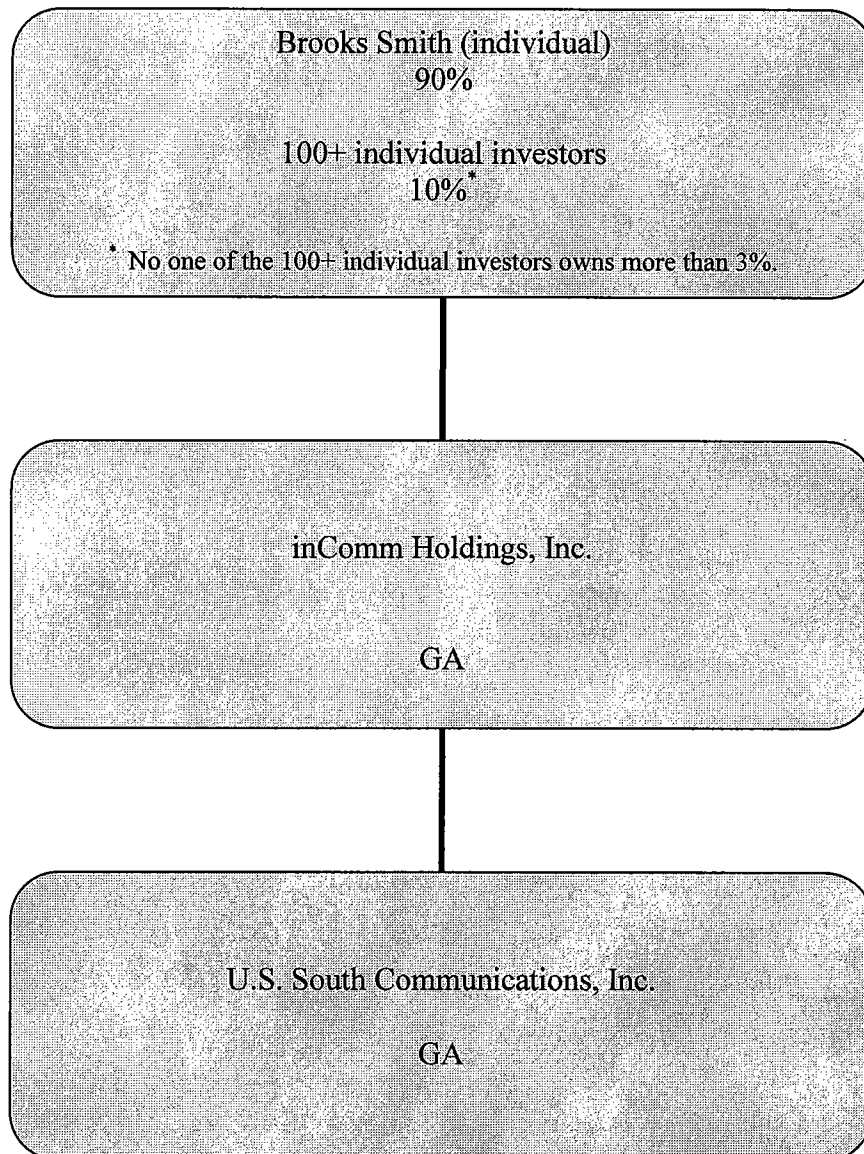 Brooks Smith (individual)
90%
100+ individual investors
10%*
* No one of the 100+ individual investors owns more than 3%.
inComm Holdings, Inc.
GA
U.S. South Communications, Inc.
GA